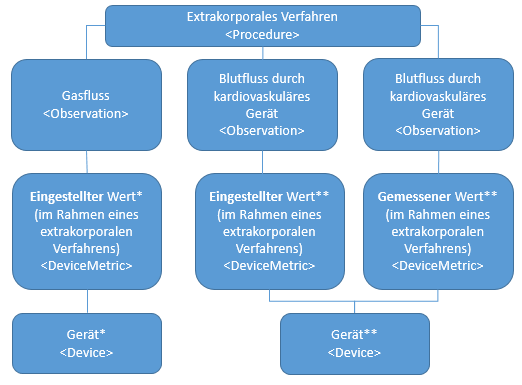 Extrakorporales Verfahren
<Procedure>
Gasfluss
<Observation>
Blutfluss durch
kardiovaskuläres
Gerät
<Observation>
Blutfluss durch
kardiovaskuläres
Gerät
<Observation>
Eingestellter Wert*
(im Rahmen eines
extrakorporalen
Verfahrens)
<DeviceMetric>
Eingestellter Wert**
(im Rahmen eines
extrakorporalen
Verfahrens)
<DeviceMetric>
Gemessener Wert**
(im Rahmen eines
extrakorporalen
Verfahrens)
<DeviceMetric>
Gerät*
<Device>
Gerät**
<Device>